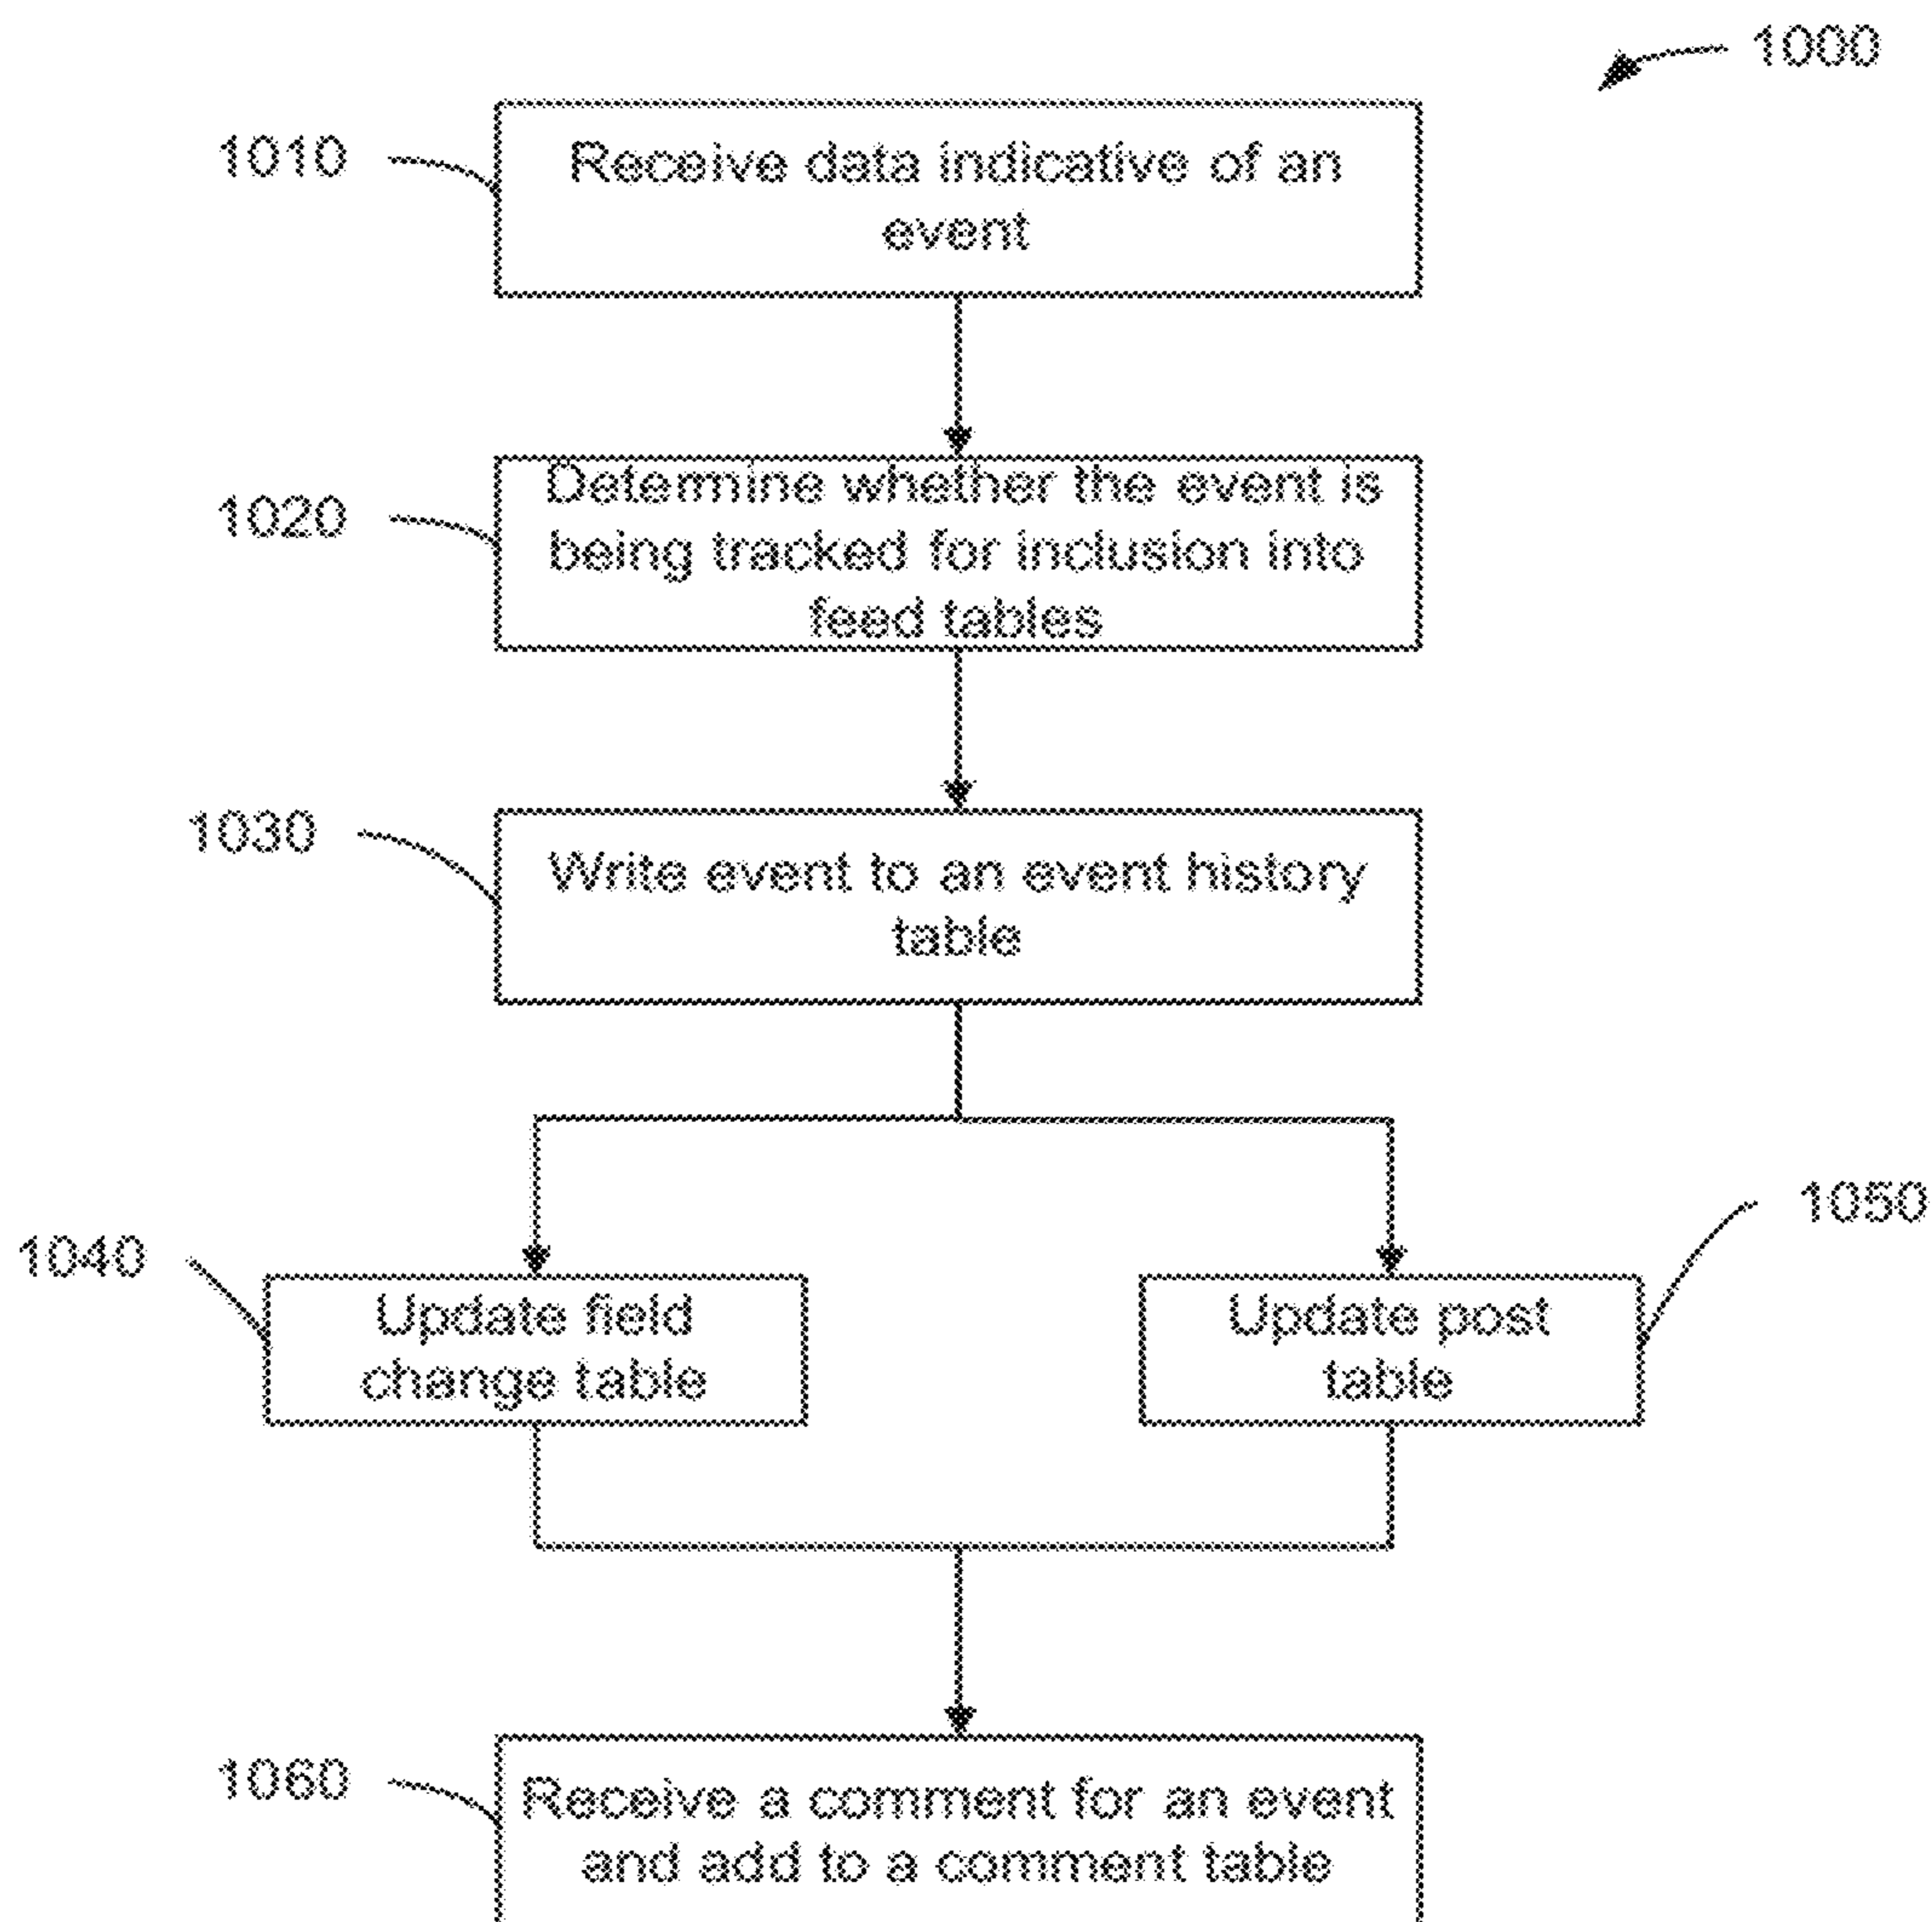 1000
1010
Receive data indicative of an
event
1020
Determine whether the event is
being tracked for inclusion into
feed tables
1030
Write event to an event history
table
1040
Update field
change table
1050
Update post
table
1060
Receive a comment for an event
and add to a comment table